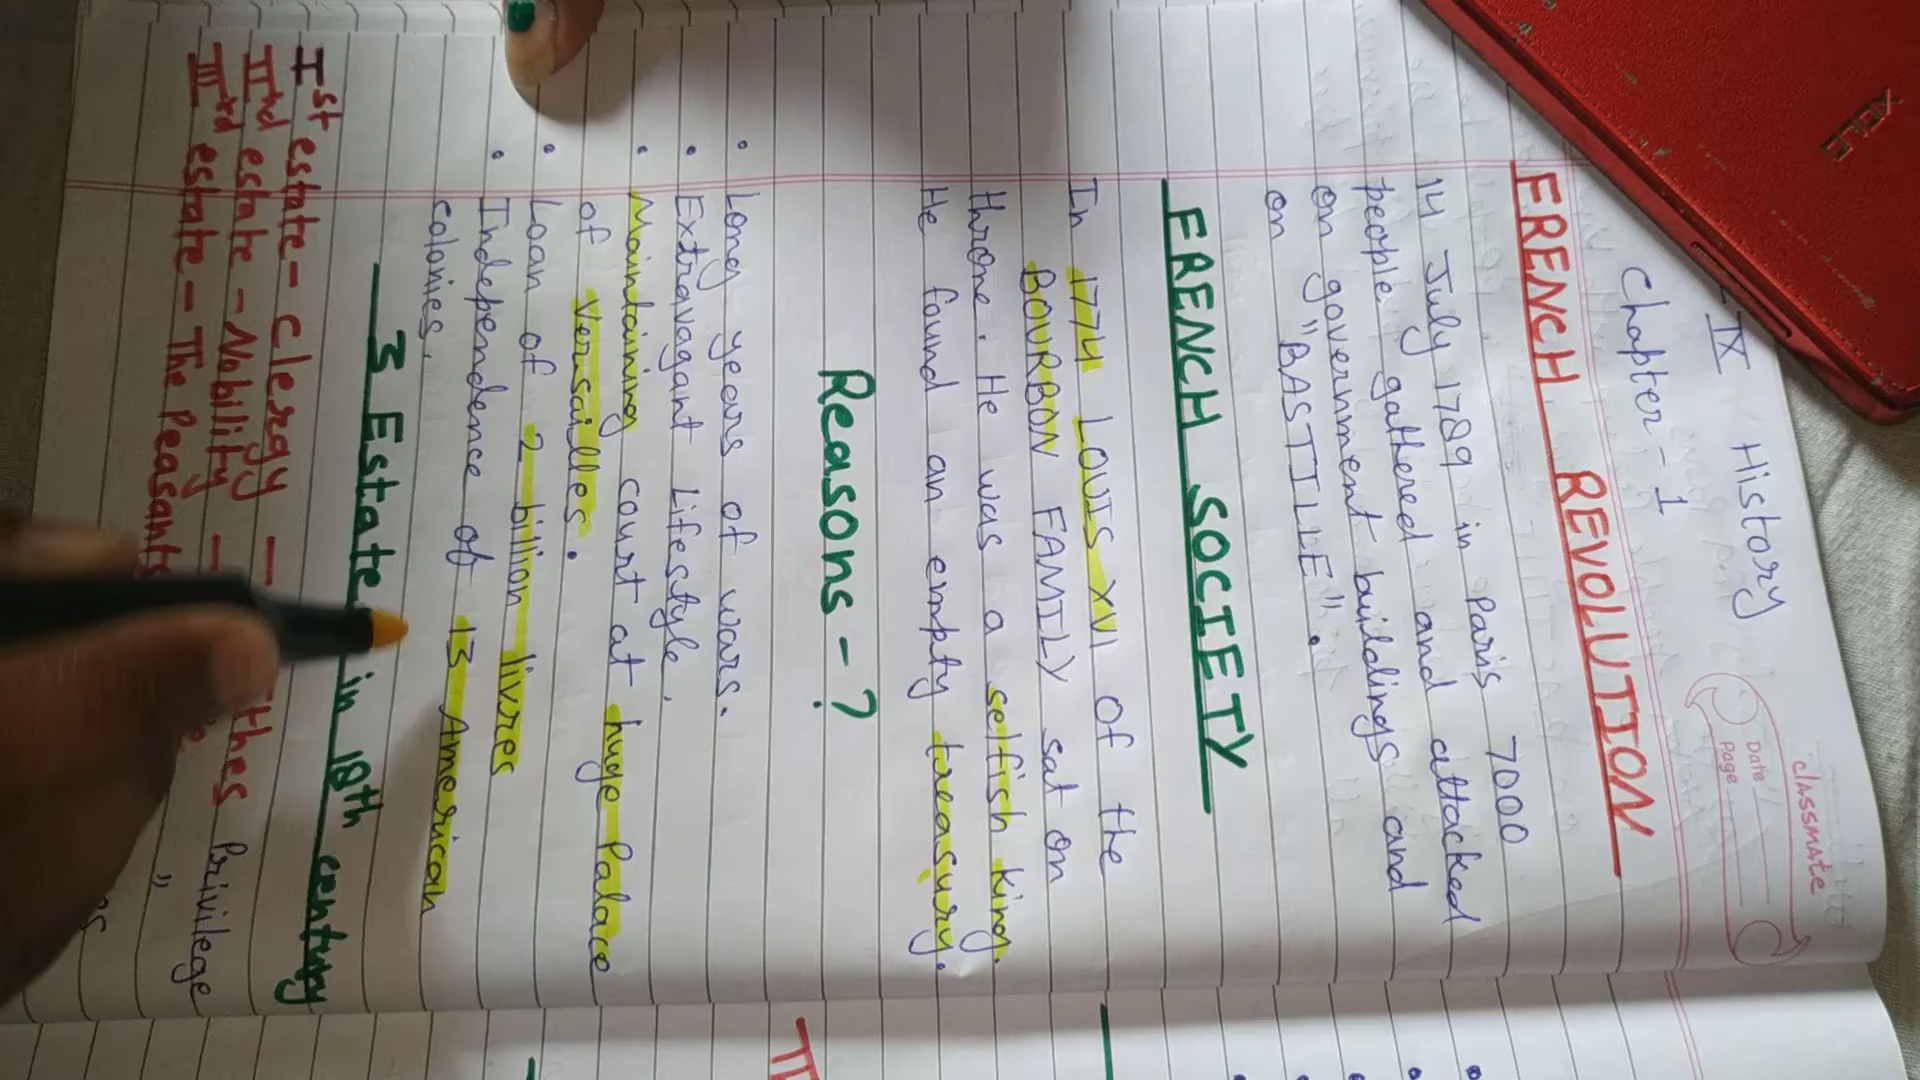 IX History
Chapter - 1
classmate
Date
Page
FRENCH REVOLUTION
14 July 1789 in Paris 7000
people gathered and attacked
on government buildings and
on "BASTILLE".
FRENCH SOCIETY
In 1774 LOUIS XVI of the
BOURBON FAMILY sat on
throne. He was a selfish king.
He found an empty treasury.
Reasons - ?
• Long years of wars.
• Extravagant Lifestyle.
• Maintaining court at huge Palace
of Versailles.
• Loan of 2 billion livres
• Independence of 13 American
colonies.
3 Estate in 18th century
Ist estate - Clergy - Privilege
IInd estate - Nobility - "
IIIrd estate - The Peasants
XOLO